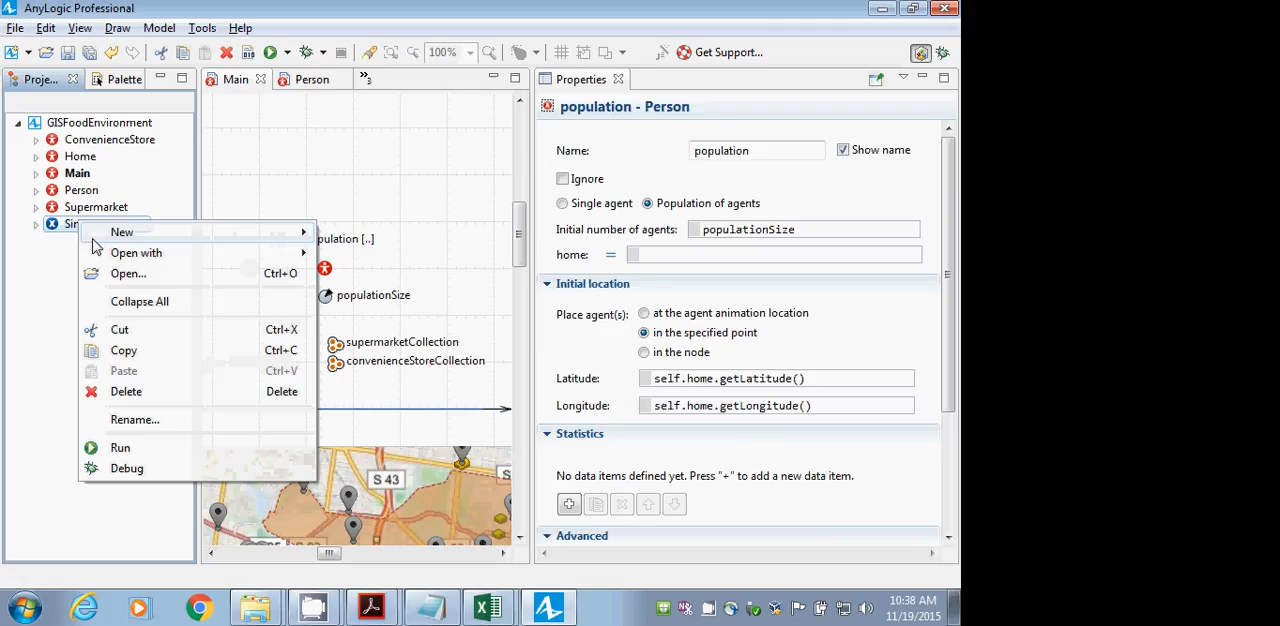 AnyLogic Professional
File Edit View Draw Model Tools Help
100% Get Support...
Proje... Palette Main Person »3 Properties
GISFoodEnvironment
ConvenienceStore
Home
Main
Person
Supermarket
Sin
New
Open with
Open... Ctrl+O
Collapse All
Cut Ctrl+X
Copy Ctrl+C
Paste Ctrl+V
Delete Delete
Rename...
Run
Debug
pulation [..]
populationSize
supermarketCollection
convenienceStoreCollection
S 43
S
population - Person
Name: population Show name
Ignore
Single agent Population of agents
Initial number of agents: populationSize
home: =
Initial location
Place agent(s): at the agent animation location
in the specified point
in the node
Latitude: self.home.getLatitude()
Longitude: self.home.getLongitude()
Statistics
No data items defined yet. Press "+" to add a new data item.
Advanced
10:38 AM
11/19/2015